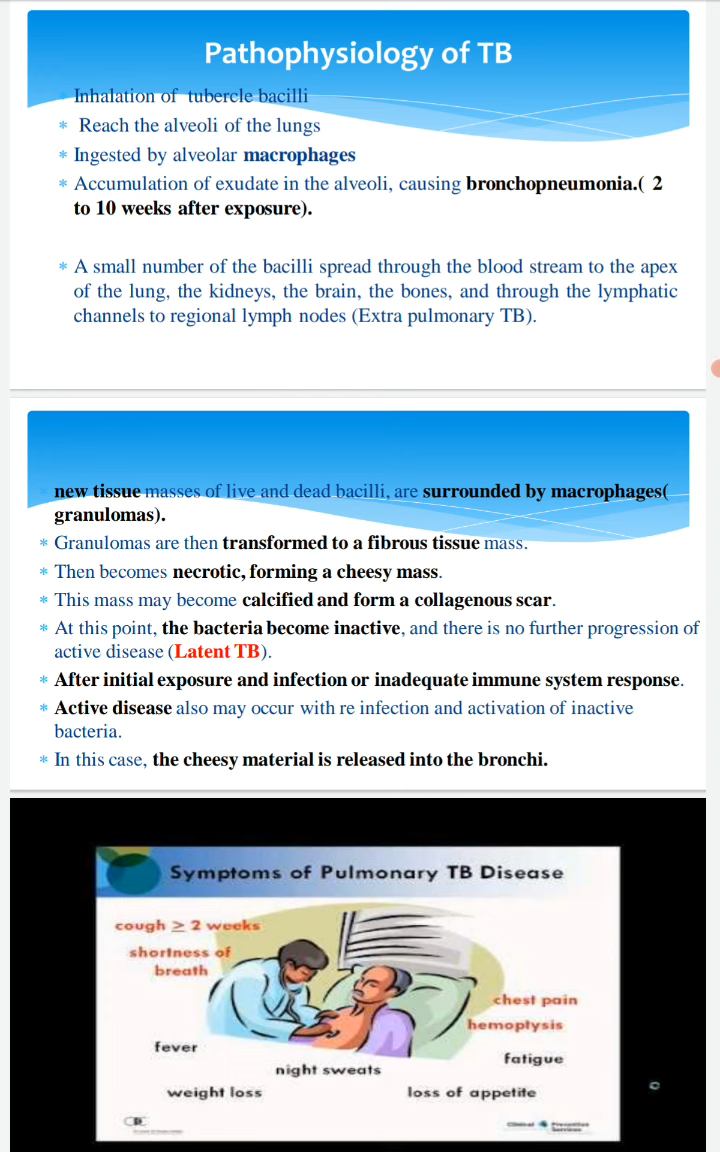 Pathophysiology of TB
* Inhalation of tubercle bacilli
* Reach the alveoli of the lungs
* Ingested by alveolar macrophages
* Accumulation of exudate in the alveoli, causing bronchopneumonia.( 2
to 10 weeks after exposure).
* A small number of the bacilli spread through the blood stream to the apex
of the lung, the kidneys, the brain, the bones, and through the lymphatic
channels to regional lymph nodes (Extra pulmonary TB).
new tissue masses of live and dead bacilli, are surrounded by macrophages(
granulomas).
* Granulomas are then transformed to a fibrous tissue mass.
* Then becomes necrotic, forming a cheesy mass.
* This mass may become calcified and form a collagenous scar.
* At this point, the bacteria become inactive, and there is no further progression of
active disease (Latent TB).
* After initial exposure and infection or inadequate immune system response.
* Active disease also may occur with re infection and activation of inactive
bacteria.
* In this case, the cheesy material is released into the bronchi.
Symptoms of Pulmonary TB Disease
cough ≥ 2 weeks
shortness of
breath
chest pain
hemoptysis
fever
fatigue
night sweats
weight loss
loss of appetite